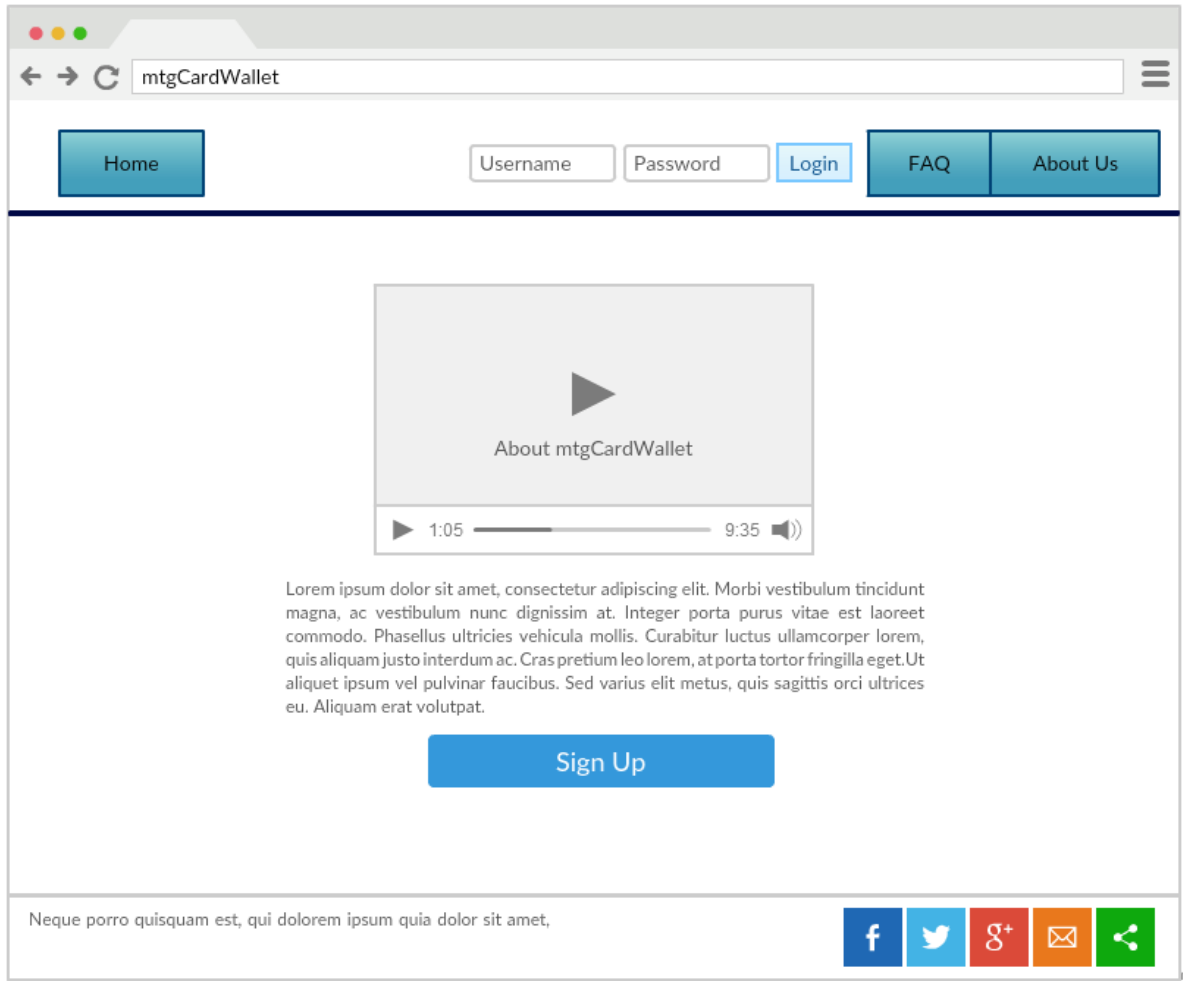 mtgCardWallet
Home
Username
Password
Login
FAQ
About Us
About mtgCardWallet
1:05
9:35
Lorem ipsum dolor sit amet, consectetur adipiscing elit. Morbi vestibulum tincidunt
magna, ac vestibulum nunc dignissim at. Integer porta purus vitae est laoreet
commodo. Phasellus ultricies vehicula mollis. Curabitur luctus ullamcorper lorem,
quis aliquam justo interdum ac. Cras pretium leo lorem, at porta tortor fringilla eget.Ut
aliquet ipsum vel pulvinar faucibus. Sed varius elit metus, quis sagittis orci ultrices
eu. Aliquam erat volutpat.
Sign Up
Neque porro quisquam est, qui dolorem ipsum quia dolor sit amet,
f
g+